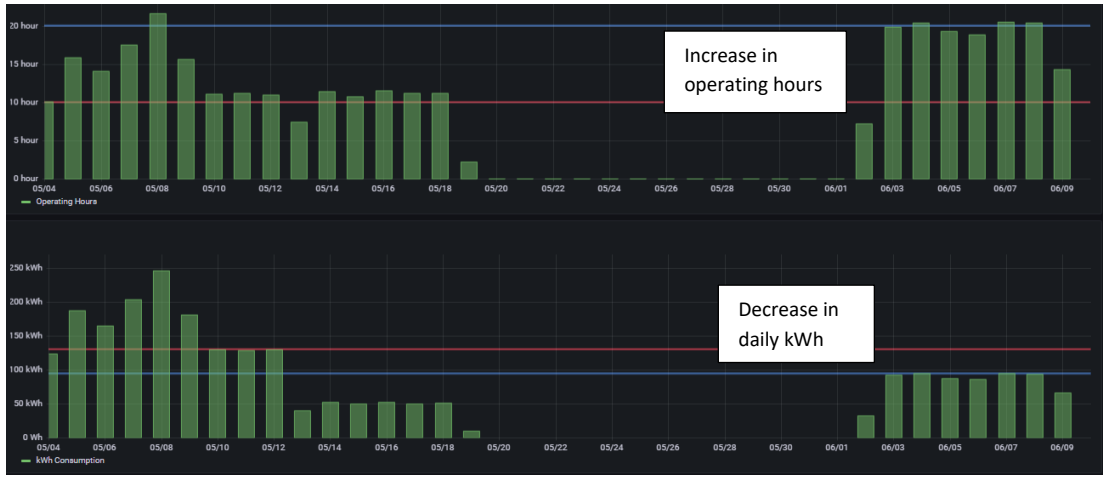 20 hour
15 hour
10 hour
5 hour
0 hour
Increase in
operating hours
05/04 05/06 05/08 05/10 05/12 05/14 05/16 05/18 05/20 05/22 05/24 05/26 05/28 05/30 06/01 06/03 06/05 06/07 06/09
Operating Hours
250 kWh
200 kWh
150 kWh
100 kWh
50 kWh
0 Wh
Decrease in
daily kWh
05/04 05/06 05/08 05/10 05/12 05/14 05/16 05/18 05/20 05/22 05/24 05/26 05/28 05/30 06/01 06/03 06/05 06/07 06/09
kWh Consumption